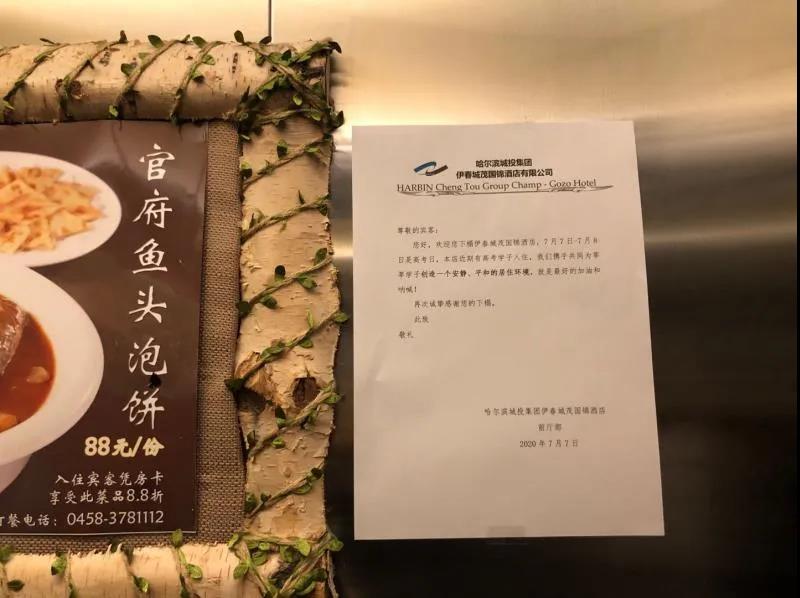 官府鱼头泡饼
88元/份
入住宾客凭房卡
享受此菜品8.8折
订餐电话：0458-3781112
哈尔滨城投集团
伊春城茂国锦酒店有限公司
HARBIN Cheng Tou Group Champ - Gozo Hotel
尊敬的宾客：
您好，欢迎您下榻伊春城茂国锦酒店，7月7日-7月8
日是高考日，本店近期有高考学子入住，我们携手共同为莘
莘学子创造一个安静、平和的居住环境，就是最好的加油和
呐喊！
再次诚挚感谢您的下榻。
此致
敬礼
哈尔滨城投集团伊春城茂国锦酒店
前厅部
2020年7月7日